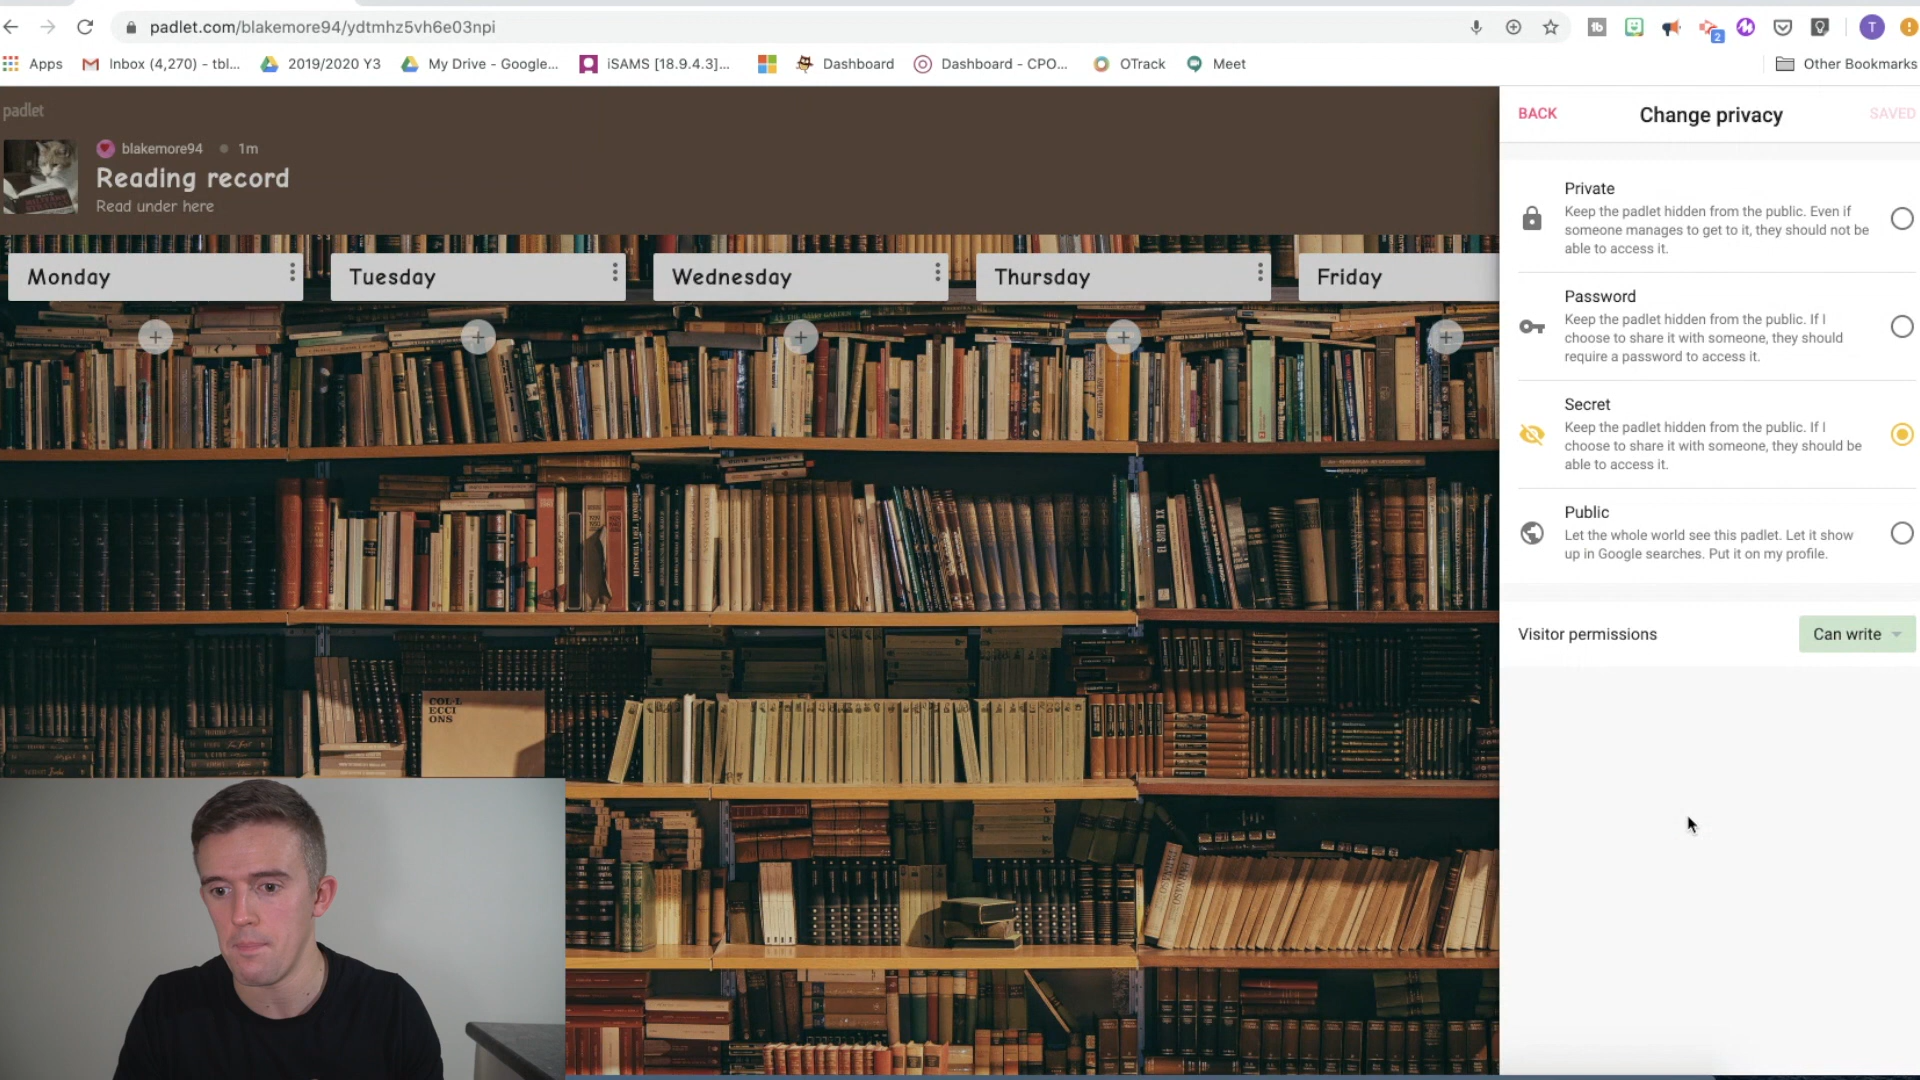 padlet.com/blakemore94/ydtmhz5vh6e03npi
2
T
Apps
Inbox (4,270) - tbl...
2019/2020 Y3
My Drive - Google...
iSAMS [18.9.4.3]...
Dashboard
Dashboard - CPO...
OTrack
Meet
Other Bookmarks
padlet
blakemore94 1m
Reading record
Read under here
Monday
Tuesday
Wednesday
Thursday
Friday
COL·L
ECCI
ONS
BACK
Change privacy
SAVED
Private
Keep the padlet hidden from the public. Even if
someone manages to get to it, they should not be
able to access it.
Password
Keep the padlet hidden from the public. If I
choose to share it with someone, they should
require a password to access it.
Secret
Keep the padlet hidden from the public. If I
choose to share it with someone, they should be
able to access it.
Public
Let the whole world see this padlet. Let it show
up in Google searches. Put it on my profile.
Visitor permissions
Can write